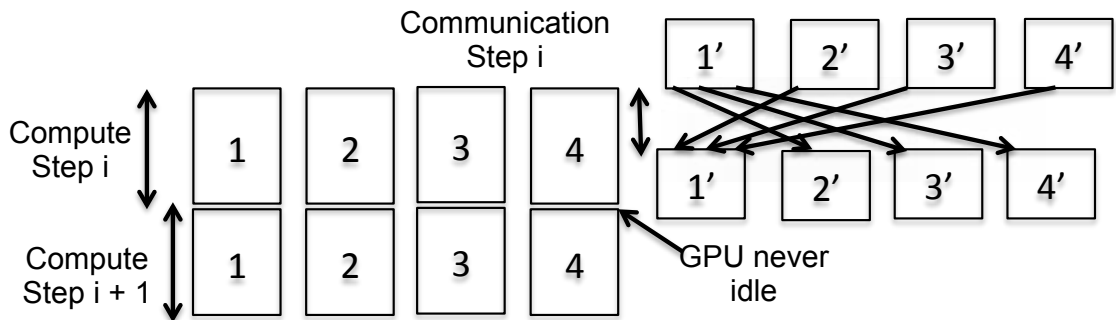 Communication
Step i
1’ 2’ 3’ 4’
Compute
Step i
1 2 3 4
1’ 2’ 3’ 4’
Compute
Step i + 1
1 2 3 4
GPU never
idle